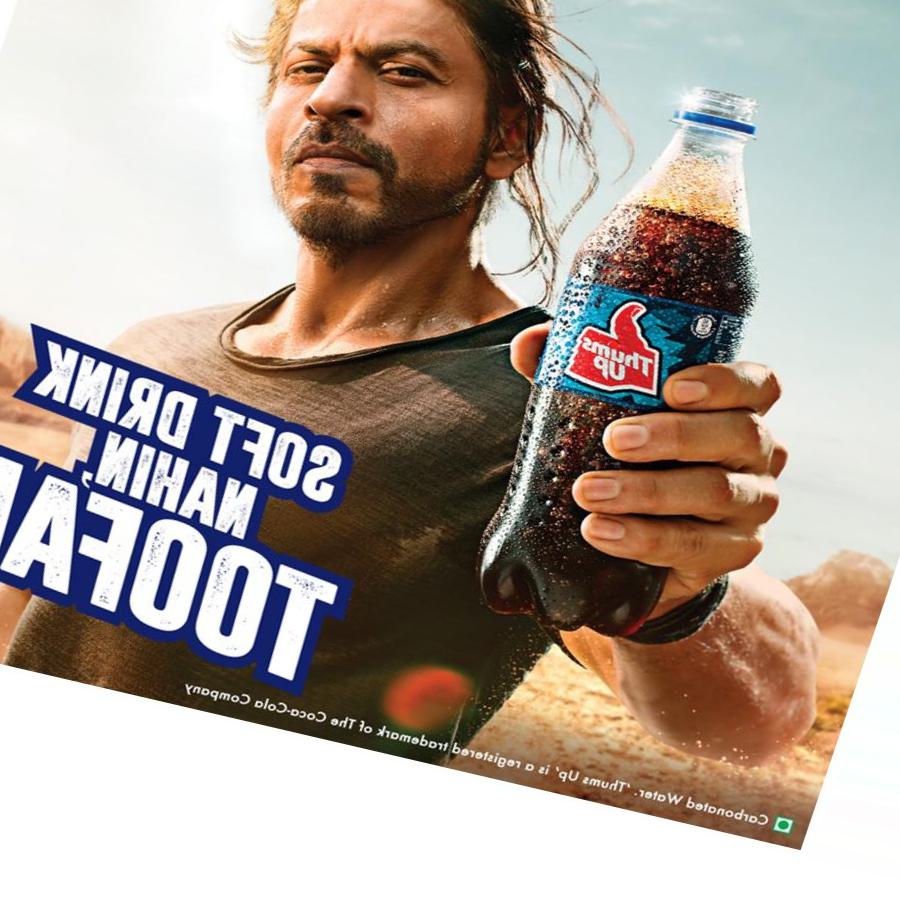 Thums
UP
SOFT DRINK
NAHIN,
TOOFA
Carbonated Water. 'Thums Up' is a registered trademark of The Coca-Cola Company